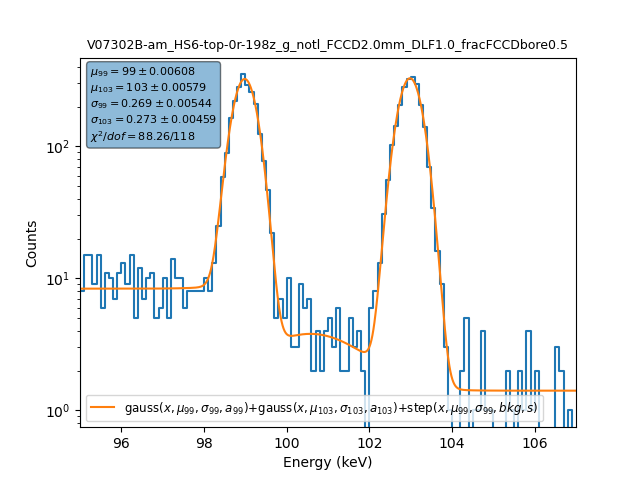 V07302B-am_HS6-top-0r-198z_g_notl_FCCD2.0mm_DLF1.0_fracFCCDbore0.5
μ₉₉ = 99 ± 0.00608
μ₁₀₃ = 103 ± 0.00579
σ₉₉ = 0.269 ± 0.00544
σ₁₀₃ = 0.273 ± 0.00459
χ²/dof = 88.26/118
Counts
10²
10¹
10⁰
gauss(x, μ₉₉, σ₉₉, a₉₉)+gauss(x, μ₁₀₃, σ₁₀₃, a₁₀₃)+step(x, μ₉₉, σ₉₉, bkg, s)
96 98 100 102 104 106
Energy (keV)